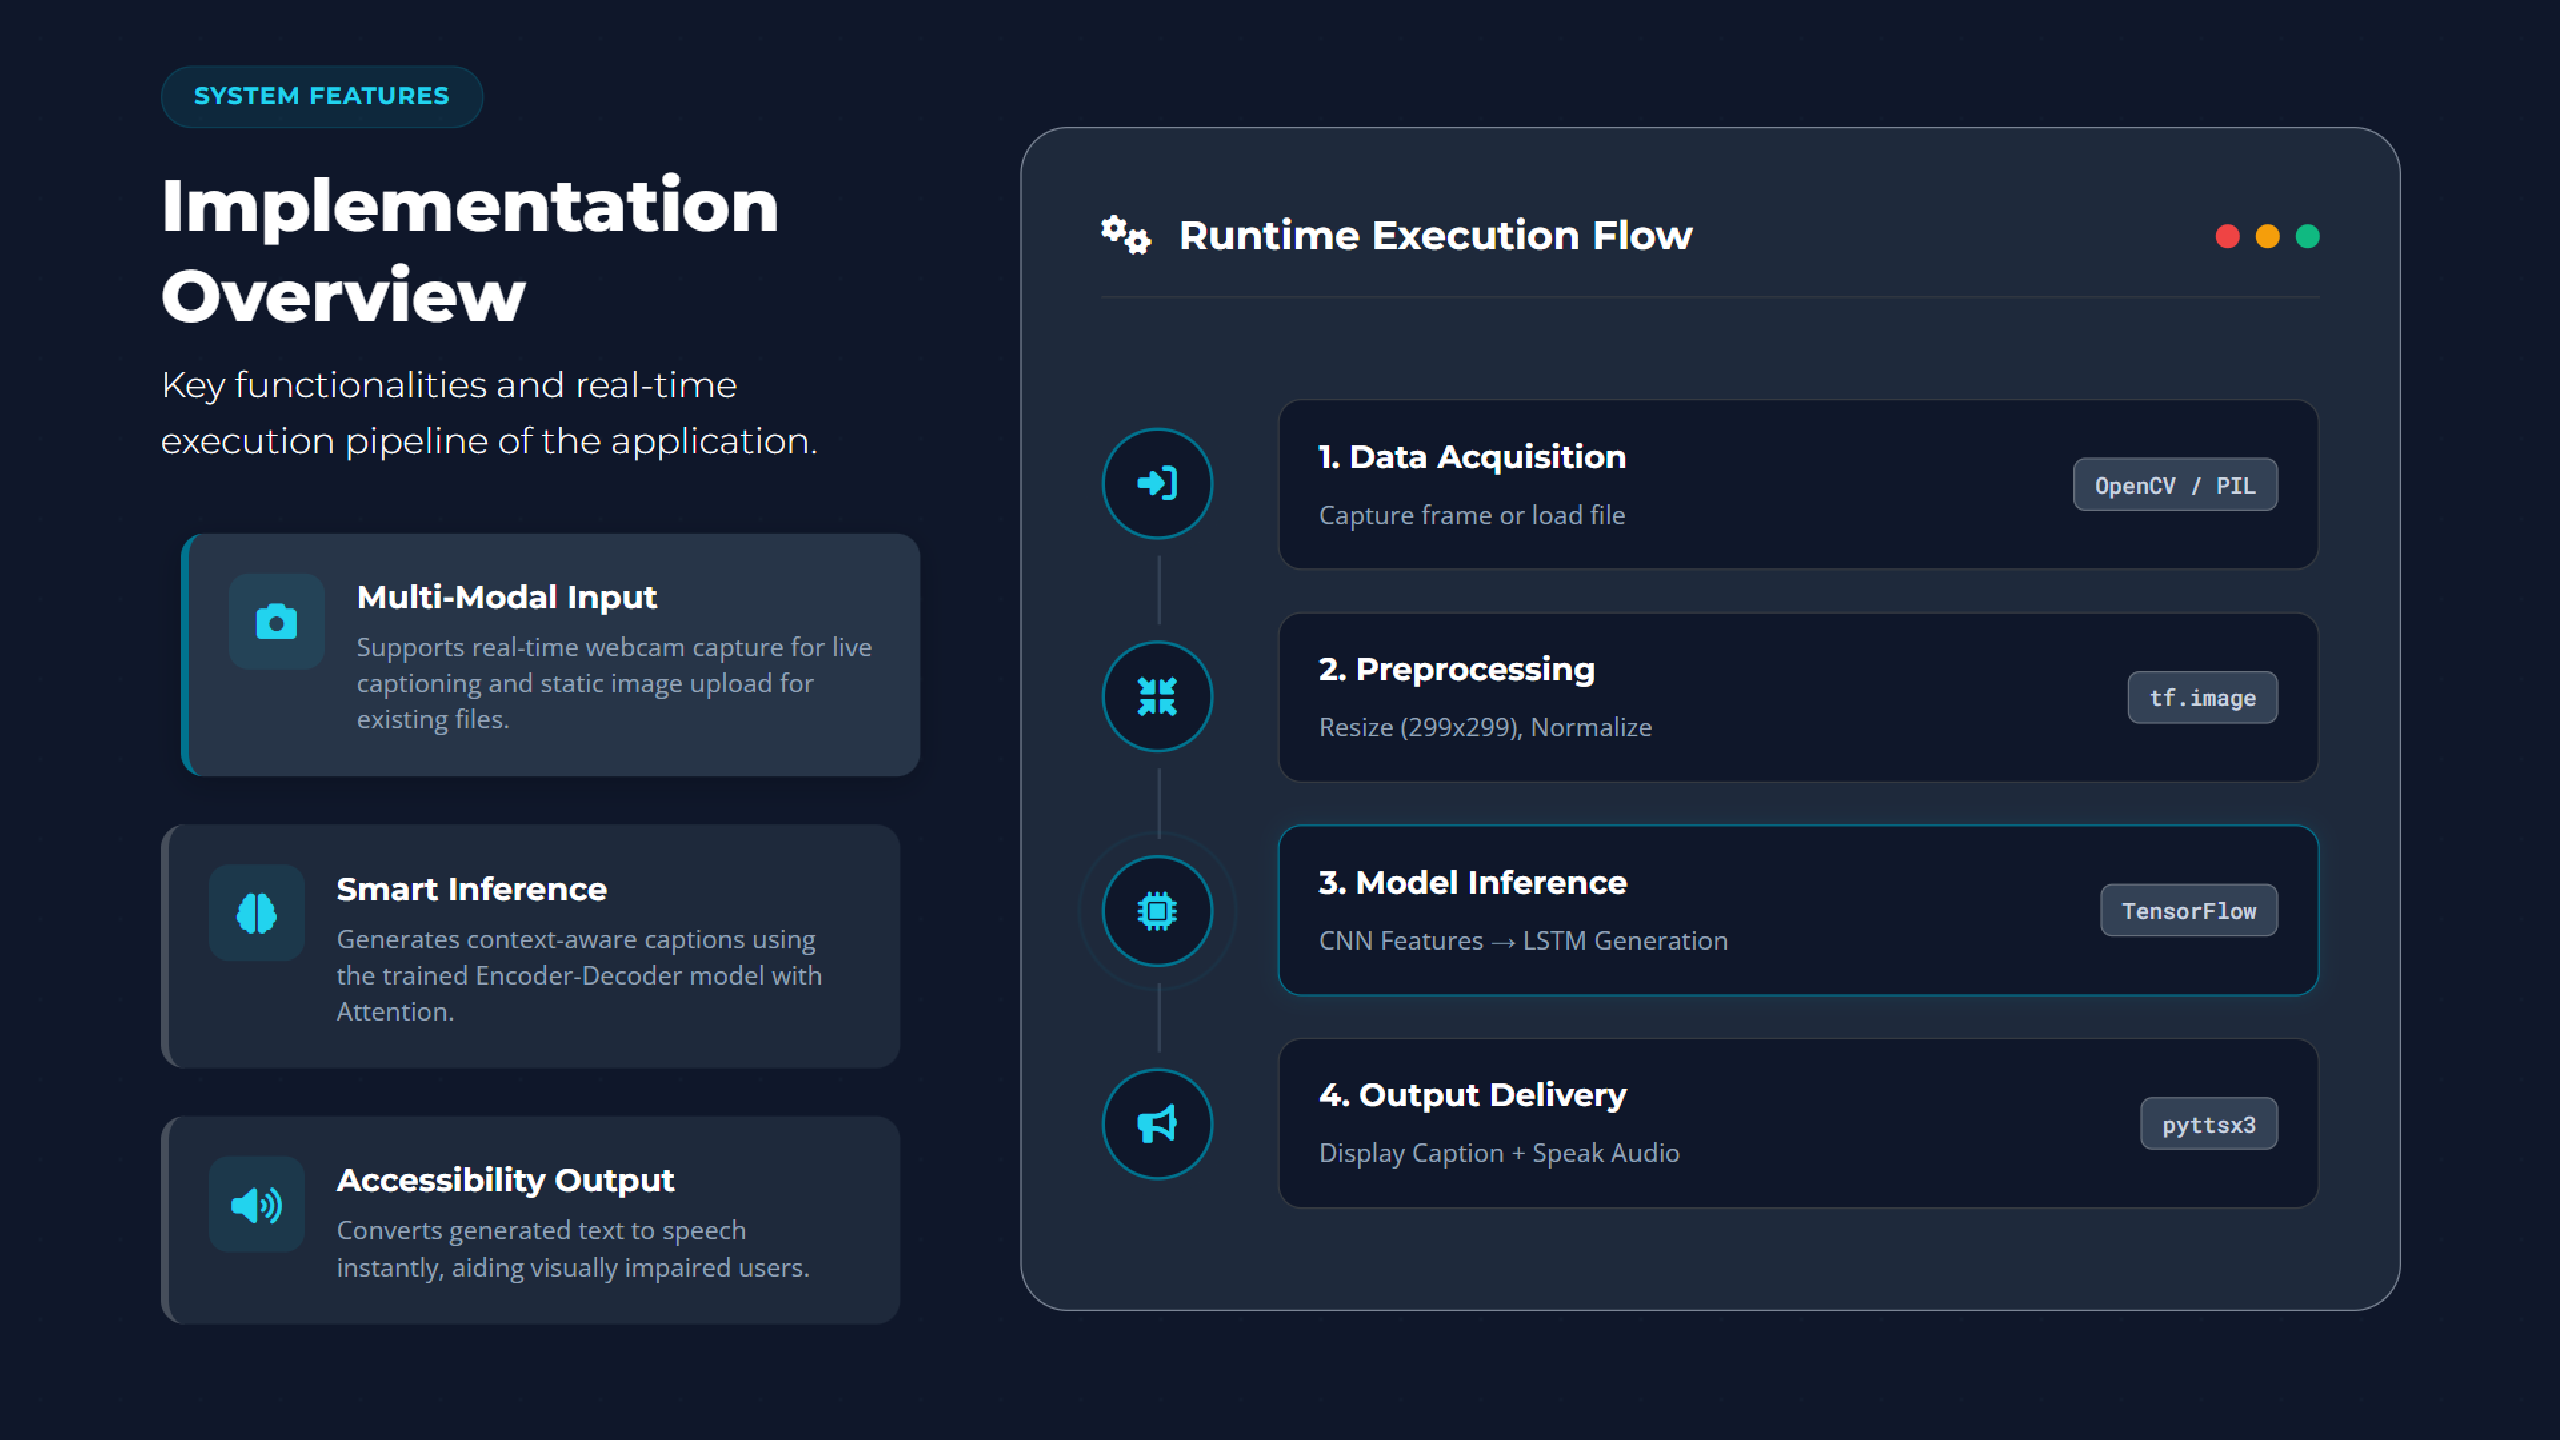 SYSTEM FEATURES
Implementation
Overview
Key functionalities and real-time
execution pipeline of the application.
Multi-Modal Input
Supports real-time webcam capture for live
captioning and static image upload for
existing files.
Smart Inference
Generates context-aware captions using
the trained Encoder-Decoder model with
Attention.
Accessibility Output
Converts generated text to speech
instantly, aiding visually impaired users.
Runtime Execution Flow
1. Data Acquisition
Capture frame or load file
OpenCV / PIL
2. Preprocessing
Resize (299x299), Normalize
tf.image
3. Model Inference
CNN Features → LSTM Generation
TensorFlow
4. Output Delivery
Display Caption + Speak Audio
pyttsx3